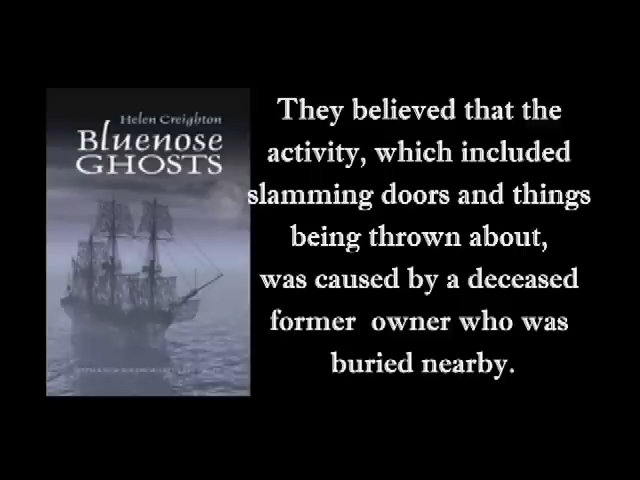 Helen Creighton
Bluenose
GHOSTS
They believed that the
activity, which included
slamming doors and things
being thrown about,
was caused by a deceased
former owner who was
buried nearby.